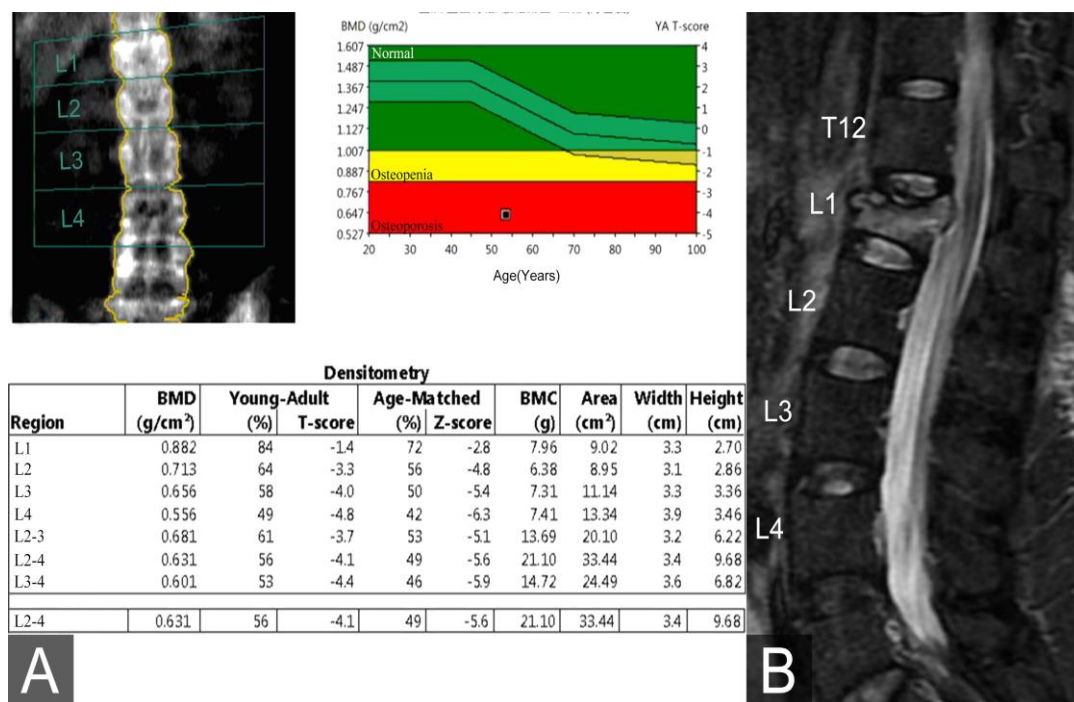 BMD (g/cm2) YA T-score
L1
L2
L3
L4
1.607 4
1.487 3
1.367 2
1.247 1
1.127 0
1.007 -1
0.887 -2
0.767 -3
0.647 -4
0.527 -5
Normal
Osteopenia
Osteoporosis
20 30 40 50 60 70 80 90 100
Age(Years)
Densitometry
BMD Young-Adult Age-Matched BMC Area Width Height
Region (g/cm²) (%) T-score (%) Z-score (g) (cm²) (cm) (cm)
L1 0.882 84 -1.4 72 -2.8 7.96 9.02 3.3 2.70
L2 0.713 64 -3.3 56 -4.8 6.38 8.95 3.1 2.86
L3 0.656 58 -4.0 50 -5.4 7.31 11.14 3.3 3.36
L4 0.556 49 -4.8 42 -6.3 7.41 13.34 3.9 3.46
L2-3 0.681 61 -3.7 53 -5.1 13.69 20.10 3.2 6.22
L2-4 0.631 56 -4.1 49 -5.6 21.10 33.44 3.4 9.68
L3-4 0.601 53 -4.4 46 -5.9 14.72 24.49 3.6 6.82
L2-4 0.631 56 -4.1 49 -5.6 21.10 33.44 3.4 9.68
A
T12
L1
L2
L3
L4
B